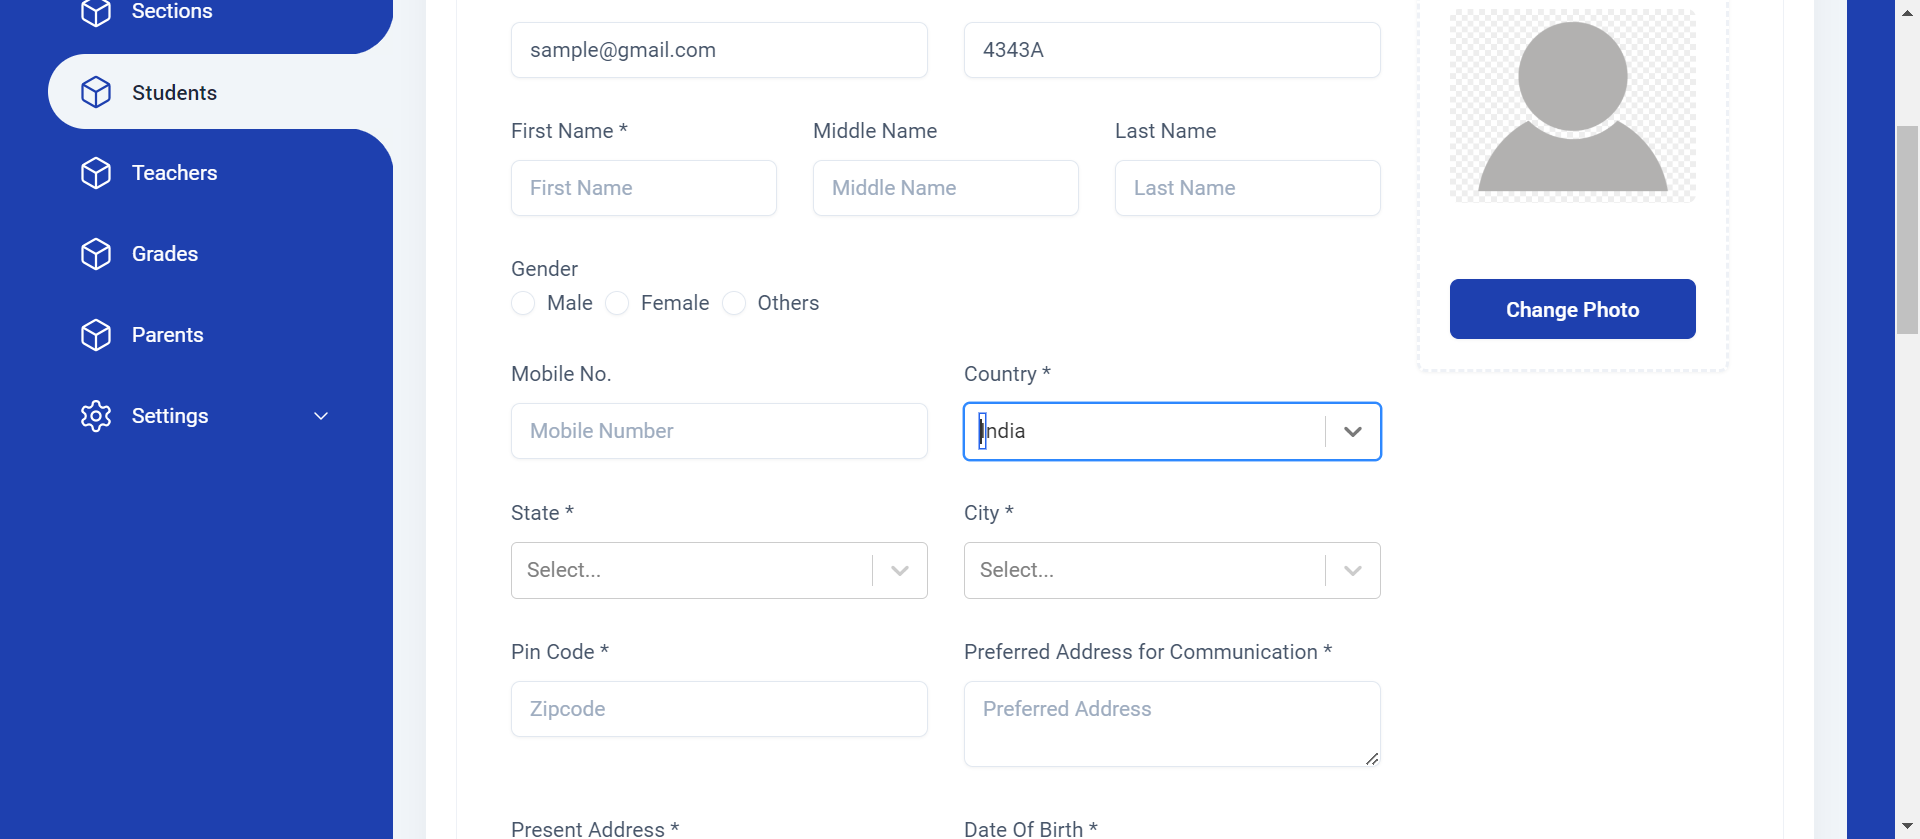 Sections
Students
Teachers
Grades
Parents
Settings
sample@gmail.com
4343A
First Name *
Middle Name
Last Name
First Name
Middle Name
Last Name
Gender
Male
Female
Others
Change Photo
Mobile No.
Country *
Mobile Number
India
State *
City *
Select...
Select...
Pin Code *
Preferred Address for Communication *
Zipcode
Preferred Address
Present Address *
Date Of Birth *